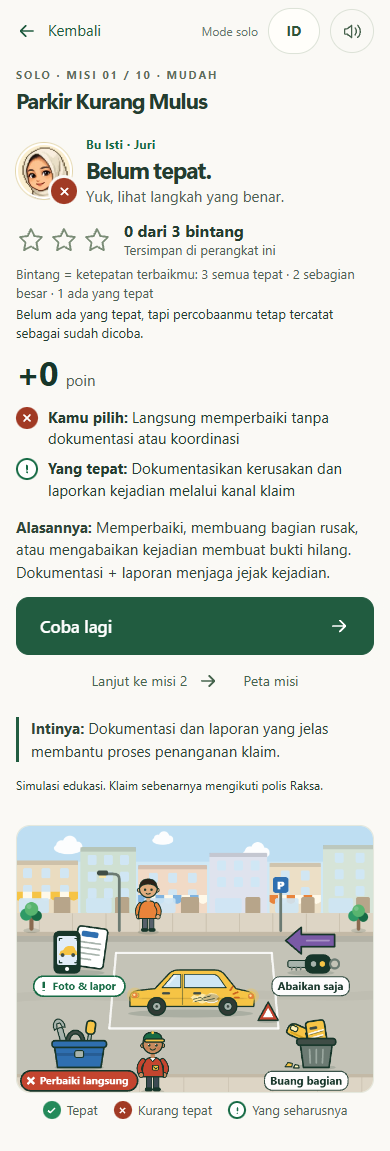 Kembali
Mode solo
ID
SOLO · MISI 01 / 10 · MUDAH
Parkir Kurang Mulus
Bu Isti · Juri
Belum tepat.
Yuk, lihat langkah yang benar.
0 dari 3 bintang
Tersimpan di perangkat ini
Bintang = ketepatan terbaikmu: 3 semua tepat · 2 sebagian
besar · 1 ada yang tepat
Belum ada yang tepat, tapi percobaanmu tetap tercatat
sebagai sudah dicoba.
+0 poin
Kamu pilih: Langsung memperbaiki tanpa
dokumentasi atau koordinasi
Yang tepat: Dokumentasikan kerusakan dan
laporkan kejadian melalui kanal klaim
Alasannya: Memperbaiki, membuang bagian rusak,
atau mengabaikan kejadian membuat bukti hilang.
Dokumentasi + laporan menjaga jejak kejadian.
Coba lagi
Lanjut ke misi 2
Peta misi
Intinya: Dokumentasi dan laporan yang jelas
membantu proses penanganan klaim.
Simulasi edukasi. Klaim sebenarnya mengikuti polis Raksa.
P
! Foto & lapor
Abaikan saja
Perbaiki langsung
Buang bagian
Tepat
Kurang tepat
Yang seharusnya